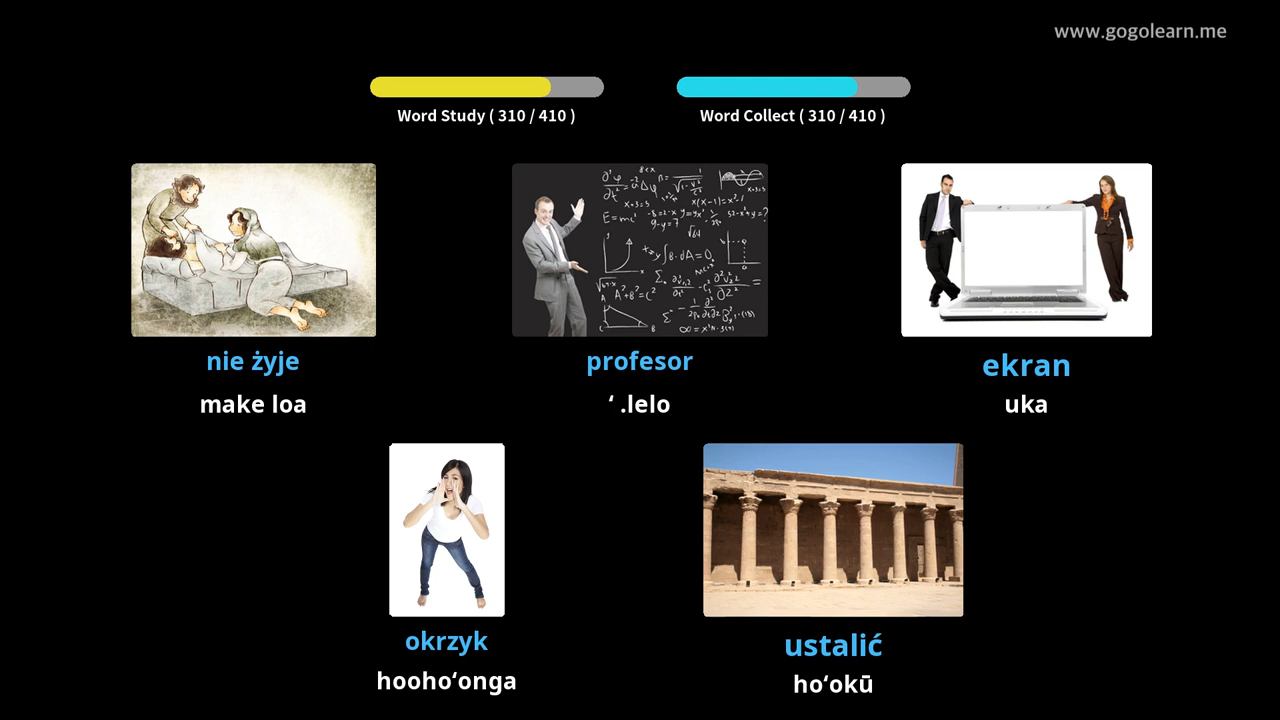 www.gogolearn.me
Word Study ( 310 / 410 )
Word Collect ( 310 / 410 )
nie żyje
make loa
profesor
ʻ .lelo
ekran
uka
okrzyk
hoohoʻonga
ustalić
hoʻokū